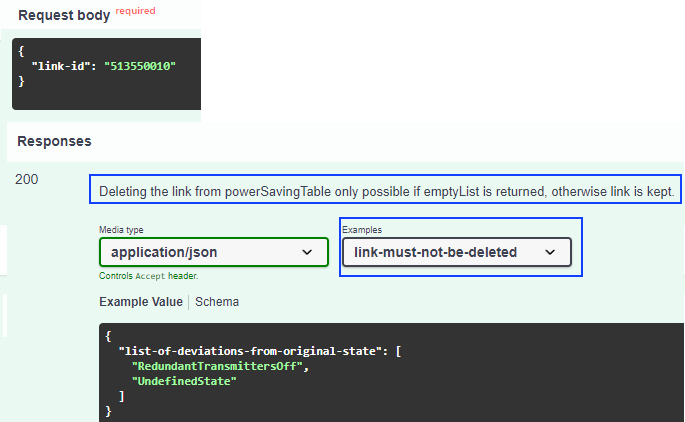 Request body required
{
"link-id": "513550010"
}
Responses
200
Deleting the link from powerSavingTable only possible if emptyList is returned, otherwise link is kept.
Media type
application/json
Controls Accept header.
Examples
link-must-not-be-deleted
Example Value | Schema
{
"list-of-deviations-from-original-state": [
"RedundantTransmittersOff",
"UndefinedState"
]
}